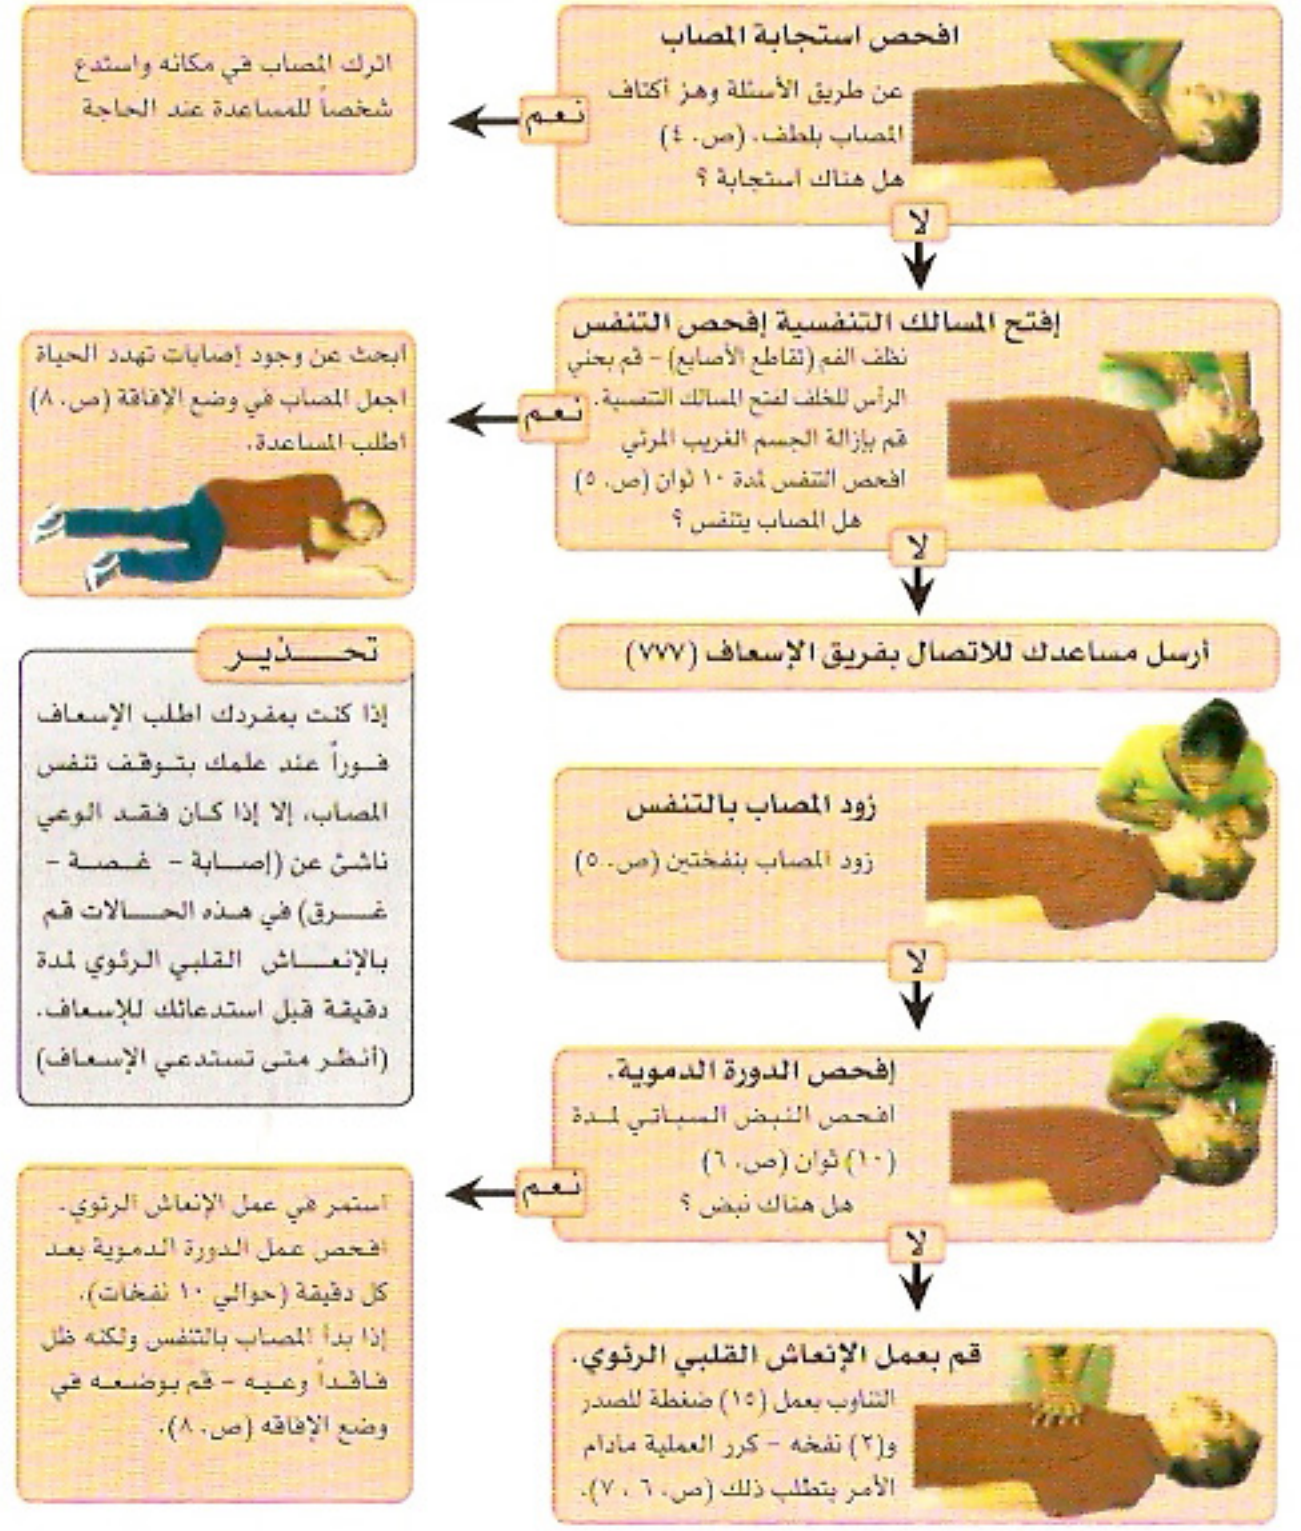 افحص استجابة المصاب
عن طريق الأسئلة وهز أكتاف
المصاب بلطف. (ص. ٤)
هل هناك استجابة ؟
نعم
اترك المصاب في مكانه واستدع
شخصاً للمساعدة عند الحاجة
لا
إفتح المسالك التنفسية إفحص التنفس
نظف الفم (تقاطع الأصابع) - قم بحني
الرأس للخلف لفتح المسالك التنفسية.
قم بإزالة الجسم الغريب المرئي
افحص التنفس لمدة ١٠ ثوان (ص. ٥)
هل المصاب يتنفس ؟
نعم
ابحث عن وجود إصابات تهدد الحياة
اجعل المصاب في وضع الإفاقة (ص. ٨)
اطلب المساعدة.
لا
أرسل مساعدك للاتصال بفريق الإسعاف (٧٧٧)
زود المصاب بالتنفس
زود المصاب بنفختين (ص. ٥)
لا
إفحص الدورة الدموية.
افحص النبض السباتي لمدة
(١٠) ثوان (ص. ٦)
هل هناك نبض ؟
نعم
استمر في عمل الإنعاش الرئوي.
افحص عمل الدورة الدموية بعد
كل دقيقة (حوالي ١٠ نفخات).
إذا بدأ المصاب بالتنفس ولكنه ظل
فاقداً وعيه - قم بوضعه في
وضع الإفاقه (ص. ٨).
لا
قم بعمل الإنعاش القلبي الرئوي.
التناوب بعمل (١٥) ضغطة للصدر
و(٢) نفخه - كرر العملية مادام
الأمر يتطلب ذلك (ص. ٦ ، ٧).
تحــــذير
إذا كنت بمفردك اطلب الإسعاف
فوراً عند علمك بتوقف تنفس
المصاب، إلا إذا كان فقد الوعي
ناشئ عن (إصابة - غصة -
غرق) في هذه الحالات قم
بالإنعاش القلبي الرئوي لمدة
دقيقة قبل استدعائك للإسعاف.
(أنظر متى تستدعي الإسعاف)